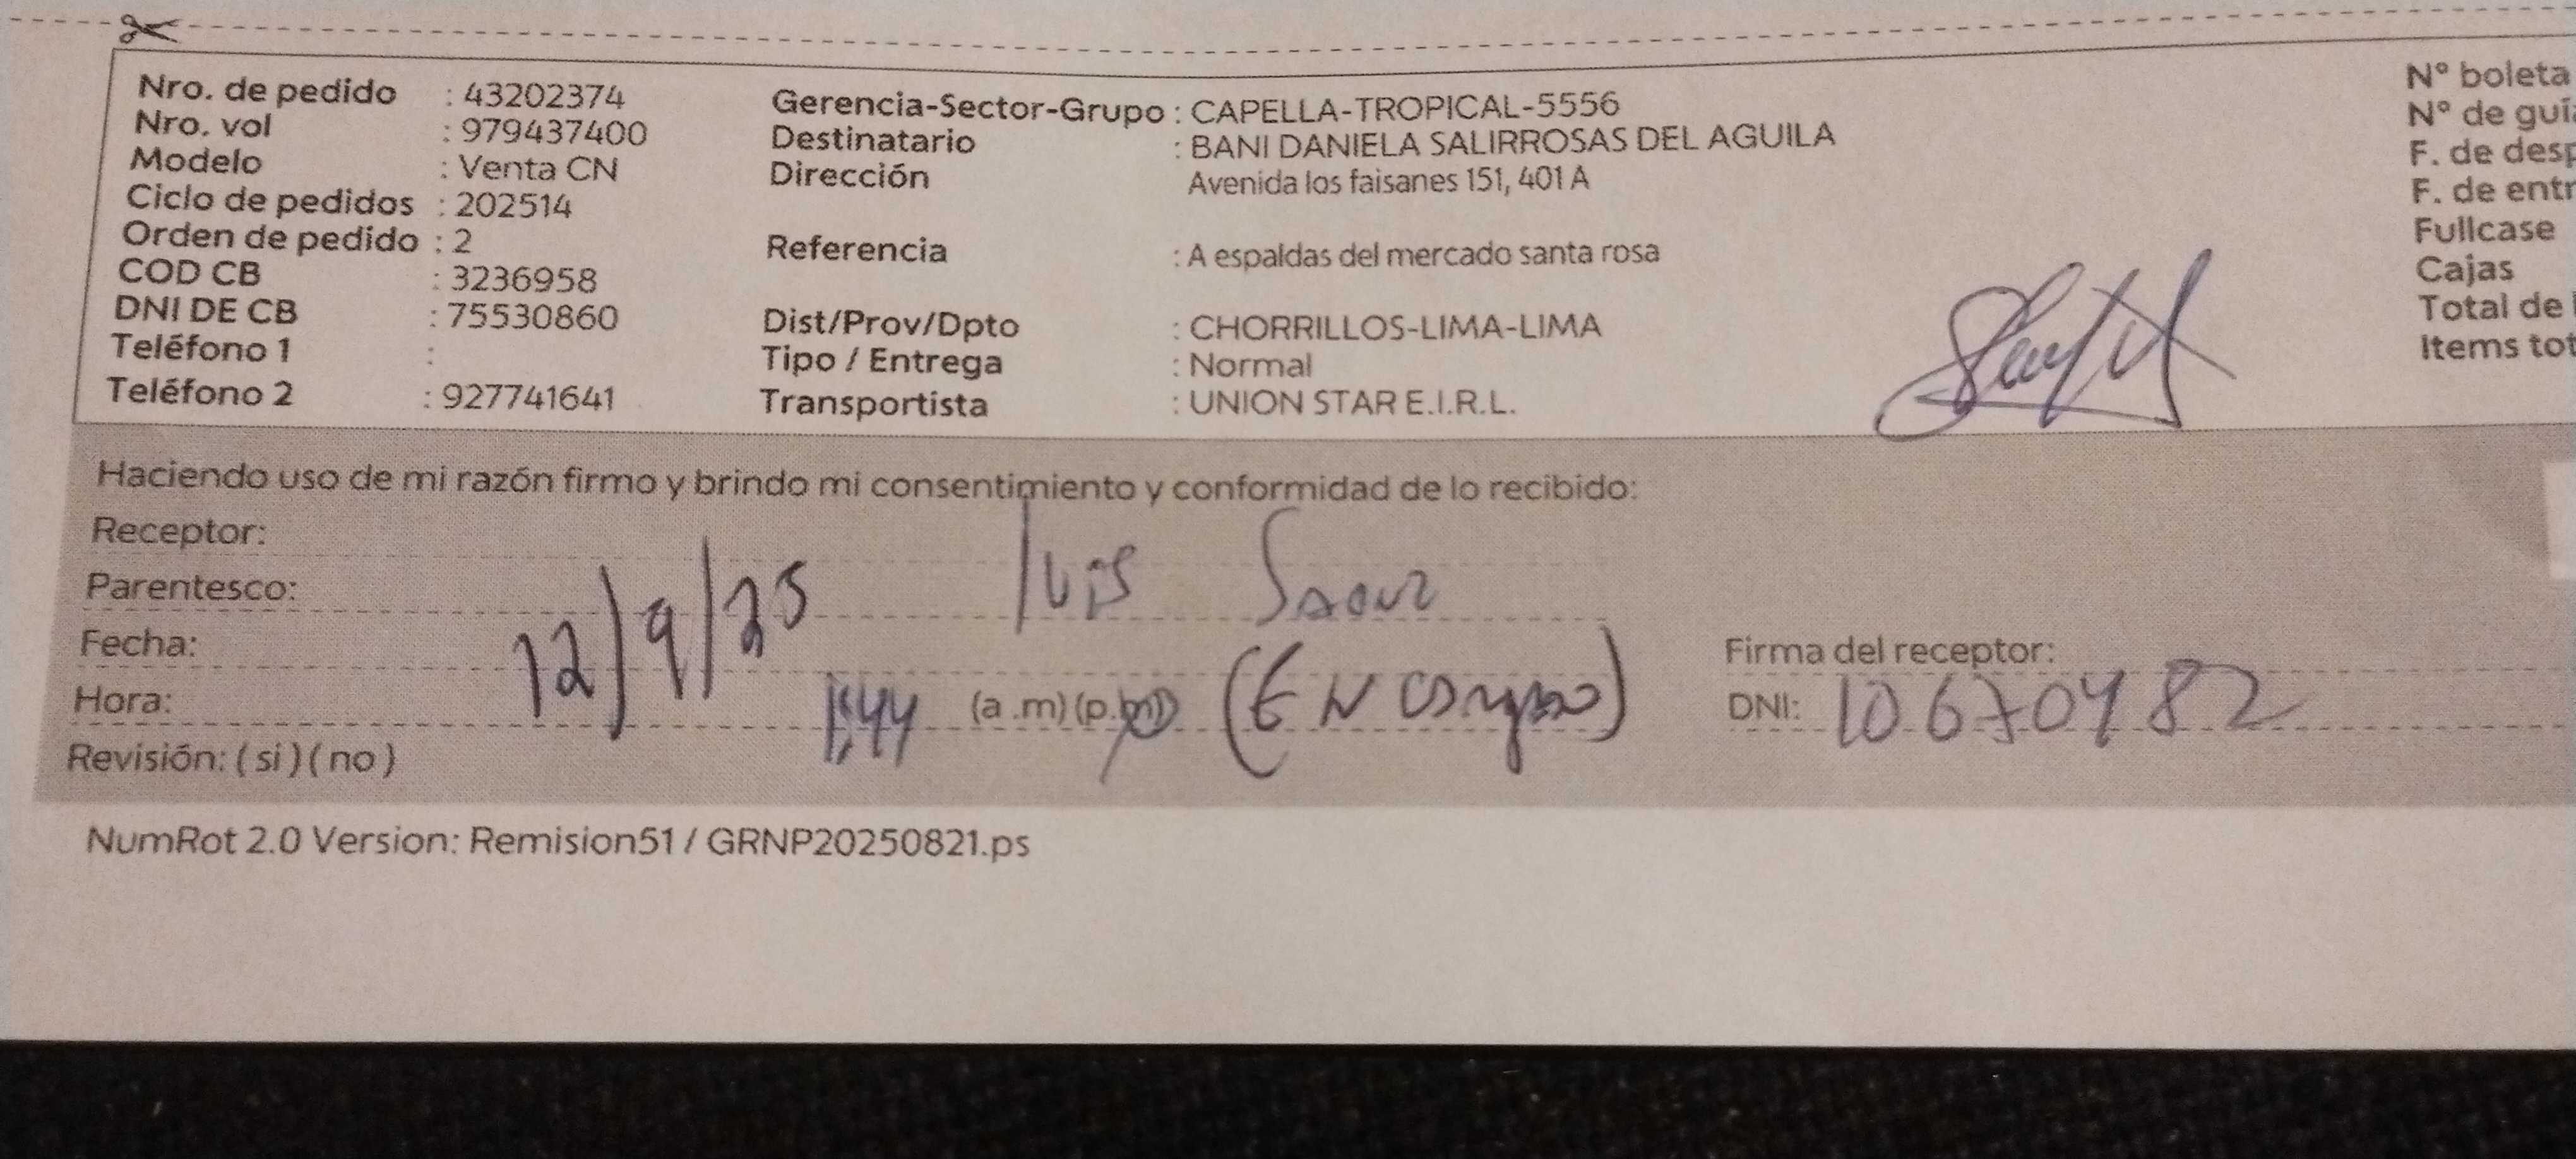 Nro. de pedido : 43202374
Nro. vol : 979437400
Modelo : Venta CN
Ciclo de pedidos : 202514
Orden de pedido : 2
COD CB : 3236958
DNI DE CB : 75530860
Teléfono 1 :
Teléfono 2 : 927741641
Gerencia-Sector-Grupo : CAPELLA-TROPICAL-5556
Destinatario : BANI DANIELA SALIRROSAS DEL AGUILA
Dirección Avenida los faisanes 151, 401 A
Referencia : A espaldas del mercado santa rosa
Dist/Prov/Dpto : CHORRILLOS-LIMA-LIMA
Tipo / Entrega : Normal
Transportista : UNION STAR E.I.R.L.
N° boleta
N° de guía
F. de desp
F. de entr
Fullcase
Cajas
Total de
Items tot
Haciendo uso de mi razón firmo y brindo mi consentimiento y conformidad de lo recibido:
Receptor: luis
Parentesco:
Fecha: 12/9/25
Hora: 1:44 (a .m) (p.m)
Revisión: ( si ) ( no )
Firma del receptor:
DNI: 10670482
NumRot 2.0 Version: Remision51 / GRNP20250821.ps